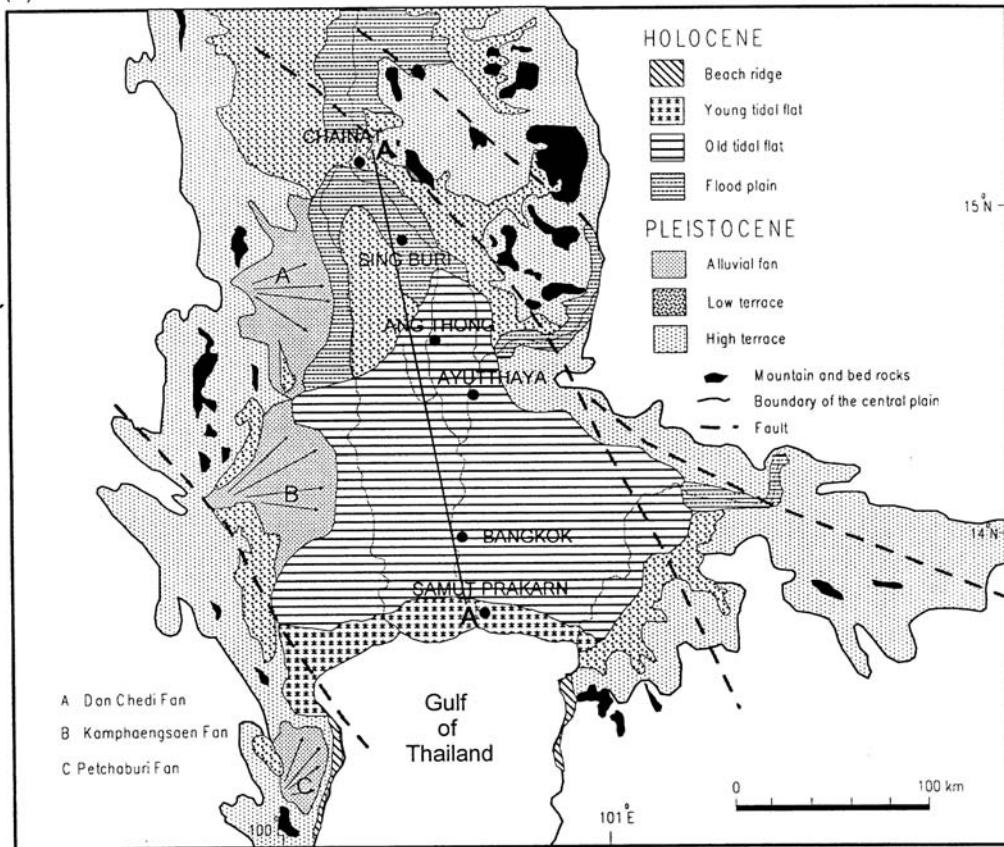 HOLOCENE
Beach ridge
Young tidal flat
Old tidal flat
Flood plain
PLEISTOCENE
Alluvial fan
Low terrace
High terrace
Mountain and bed rocks
Boundary of the central plain
Fault
CHAINAT
A'
15°N
SING BURI
A
ANG THONG
AYUTTHAYA
B
BANGKOK
14°N
SAMUT PRAKARN
A
Gulf
of
Thailand
A Don Chedi Fan
B Kamphaengsaen Fan
C Petchaburi Fan
C
0 100 km
100
101°E